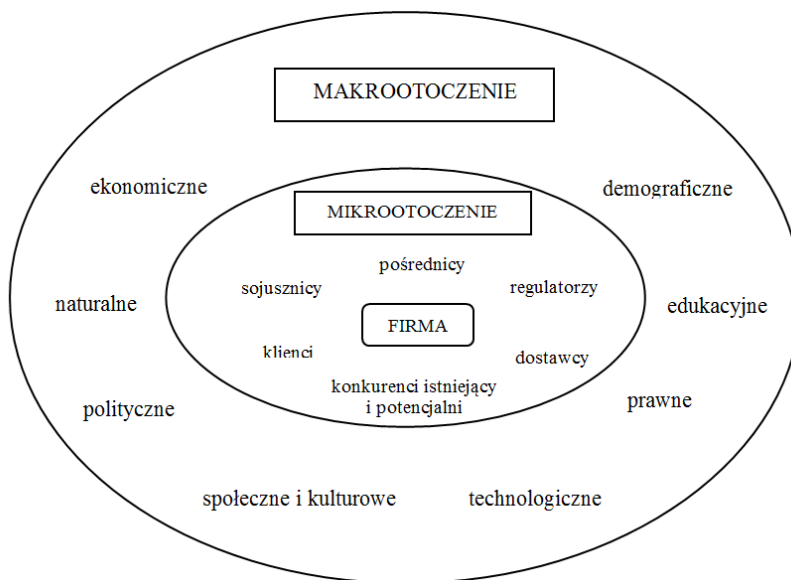 MAKROOTOCZENIE
ekonomiczne
demograficzne
MIKROOTOCZENIE
pośrednicy
sojusznicy
regulatorzy
naturalne
edukacyjne
FIRMA
klienci
dostawcy
konkurenci istniejący
i potencjalni
polityczne
prawne
społeczne i kulturowe
technologiczne